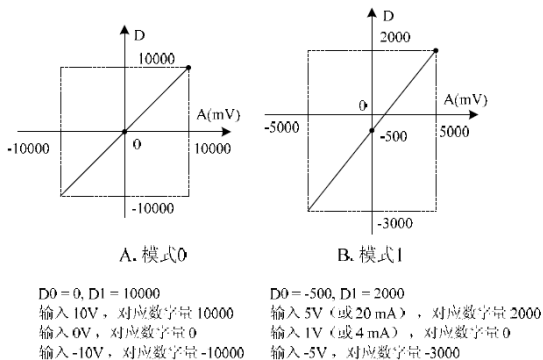 D
10000
A(mV)
-10000
0
10000
-10000
A. 模式0
D0 = 0, D1 = 10000
输入 10V，对应数字量 10000
输入 0V，对应数字量 0
输入 -10V，对应数字量 -10000
D
2000
0
A(mV)
-5000
-500
5000
-3000
B. 模式1
D0 = -500, D1 = 2000
输入 5V（或 20 mA），对应数字量 2000
输入 1V（或 4 mA），对应数字量 0
输入 -5V，对应数字量 -3000